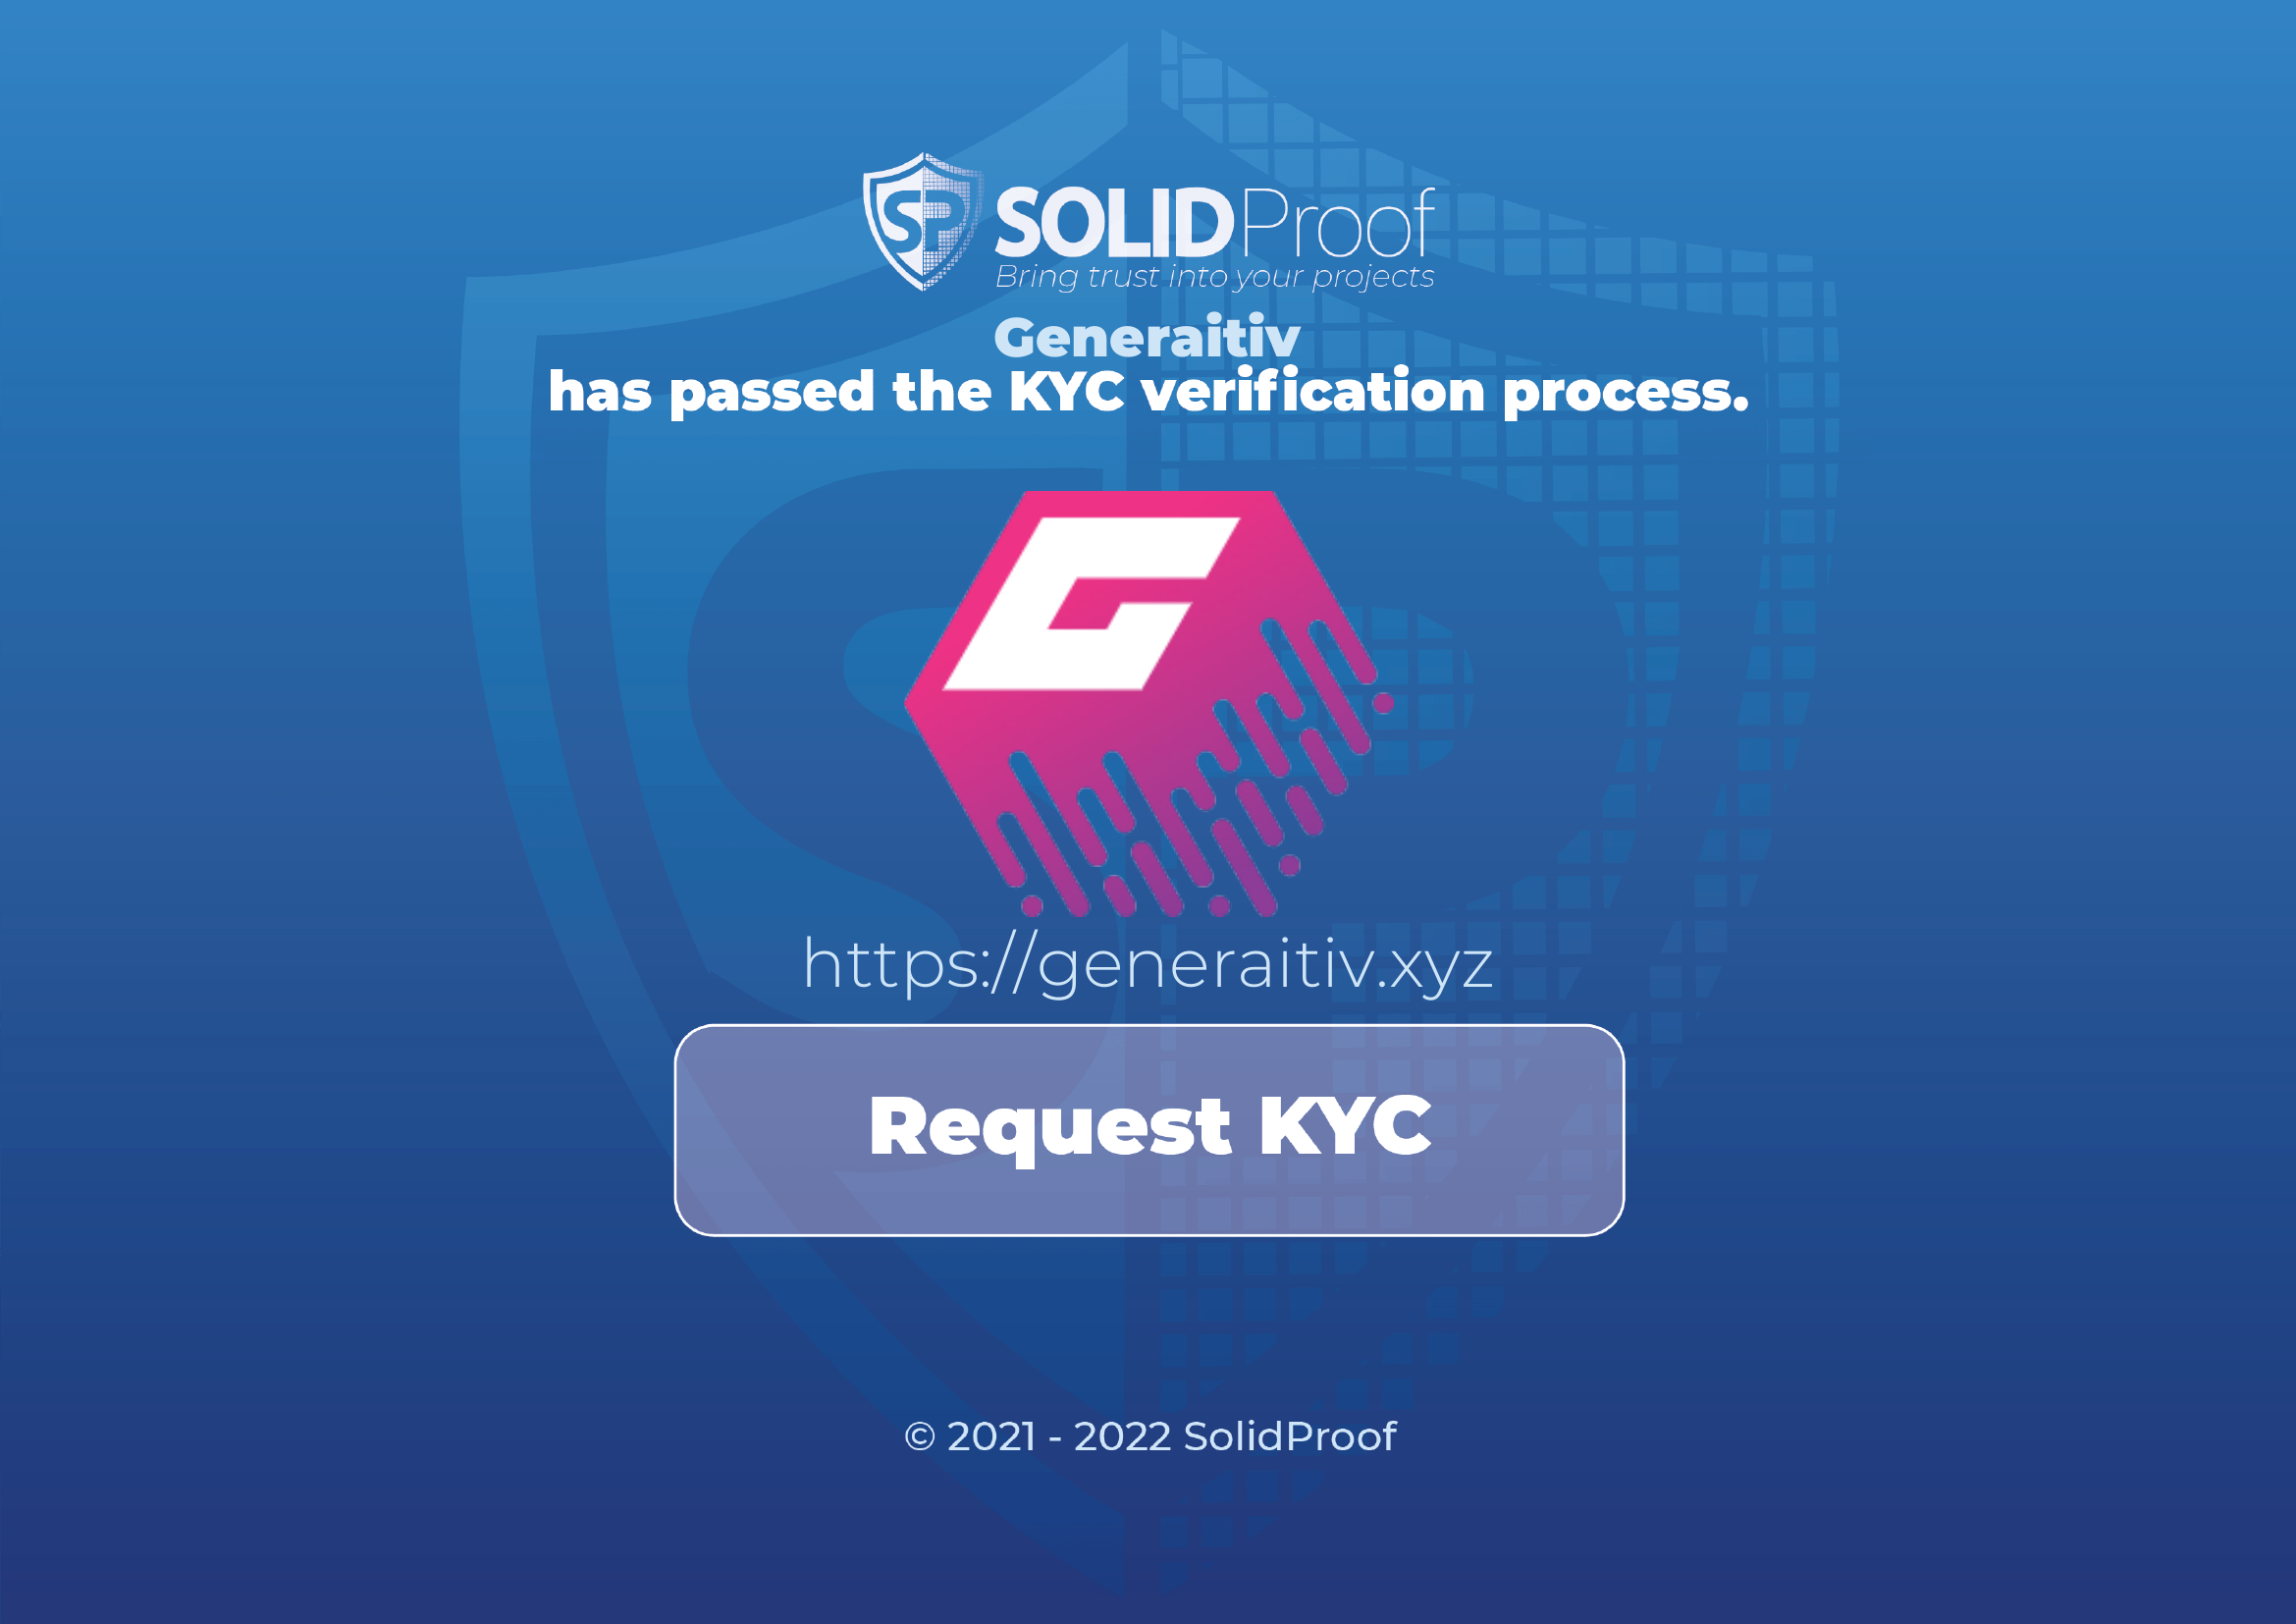 SP SOLIDProof
Bring trust into your projects
Generaitiv
has passed the KYC verification process.
G
https://generaitiv.xyz
Request KYC
© 2021 - 2022 SolidProof